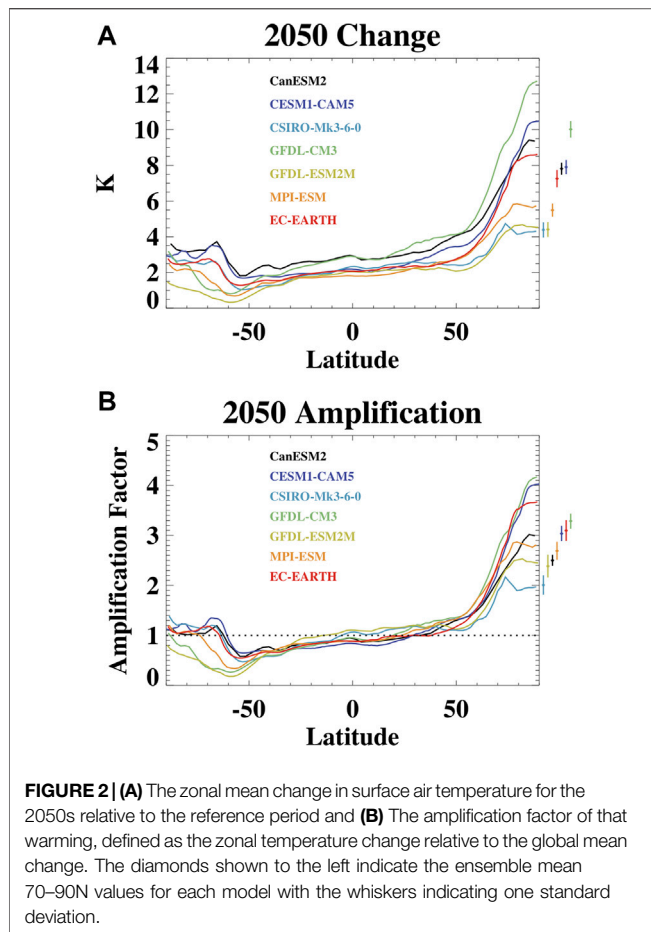 A
2050 Change
14
12
10
8
6
4
2
0
K
CanESM2
CESM1-CAM5
CSIRO-Mk3-6-0
GFDL-CM3
GFDL-ESM2M
MPI-ESM
EC-EARTH
-50
0
50
Latitude
B
2050 Amplification
5
4
3
2
1
0
Amplification Factor
CanESM2
CESM1-CAM5
CSIRO-Mk3-6-0
GFDL-CM3
GFDL-ESM2M
MPI-ESM
EC-EARTH
-50
0
50
Latitude
FIGURE 2 | (A) The zonal mean change in surface air temperature for the
2050s relative to the reference period and (B) The amplification factor of that
warming, defined as the zonal temperature change relative to the global mean
change. The diamonds shown to the left indicate the ensemble mean
70–90N values for each model with the whiskers indicating one standard
deviation.